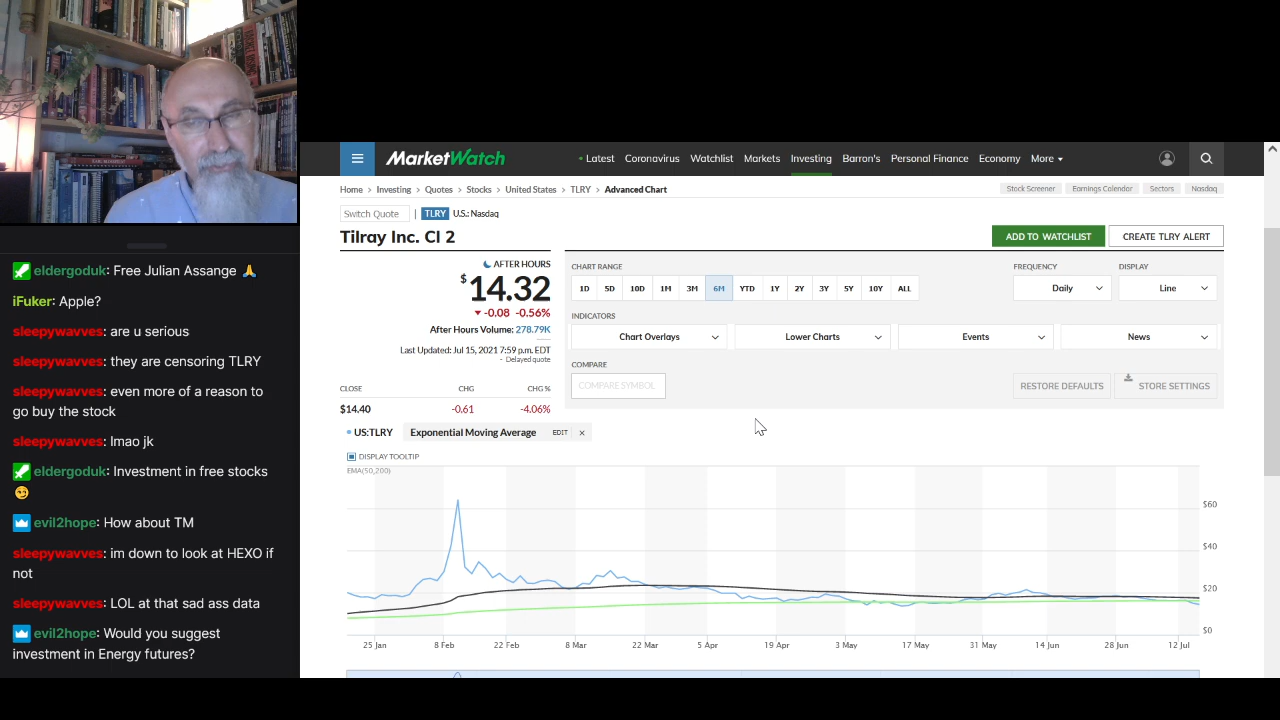 MarketWatch
Latest Coronavirus Watchlist Markets Investing Barron's Personal Finance Economy More
Home > Investing > Quotes > Stocks > United States > TLRY > Advanced Chart
Stock Screener Earnings Calendar Sectors Nasdaq
Switch Quote | TLRY U.S.: Nasdaq
Tilray Inc. Cl 2
ADD TO WATCHLIST CREATE TLRY ALERT
AFTER HOURS
$14.32
-0.08 -0.56%
After Hours Volume: 278.79K
Last Updated: Jul 15, 2021 7:59 p.m. EDT
- Delayed quote
CLOSE CHG CHG %
$14.40 -0.61 -4.06%
CHART RANGE
1D 5D 10D 1M 3M 6M YTD 1Y 2Y 3Y 5Y 10Y ALL
FREQUENCY DISPLAY
Daily Line
INDICATORS
Chart Overlays Lower Charts Events News
COMPARE
COMPARE SYMBOL
RESTORE DEFAULTS STORE SETTINGS
US:TLRY Exponential Moving Average EDIT ×
DISPLAY TOOLTIP
EMA(50,200)
$60
$40
$20
$0
25 Jan 8 Feb 22 Feb 8 Mar 22 Mar 5 Apr 19 Apr 3 May 17 May 31 May 14 Jun 28 Jun 12 Jul
eldergoduk: Free Julian Assange 🙏
iFuker: Apple?
sleepywavves: are u serious
sleepywavves: they are censoring TLRY
sleepywavves: even more of a reason to
go buy the stock
sleepywavves: lmao jk
eldergoduk: Investment in free stocks
😏
evil2hope: How about TM
sleepywavves: im down to look at HEXO if
not
sleepywavves: LOL at that sad ass data
evil2hope: Would you suggest
investment in Energy futures?